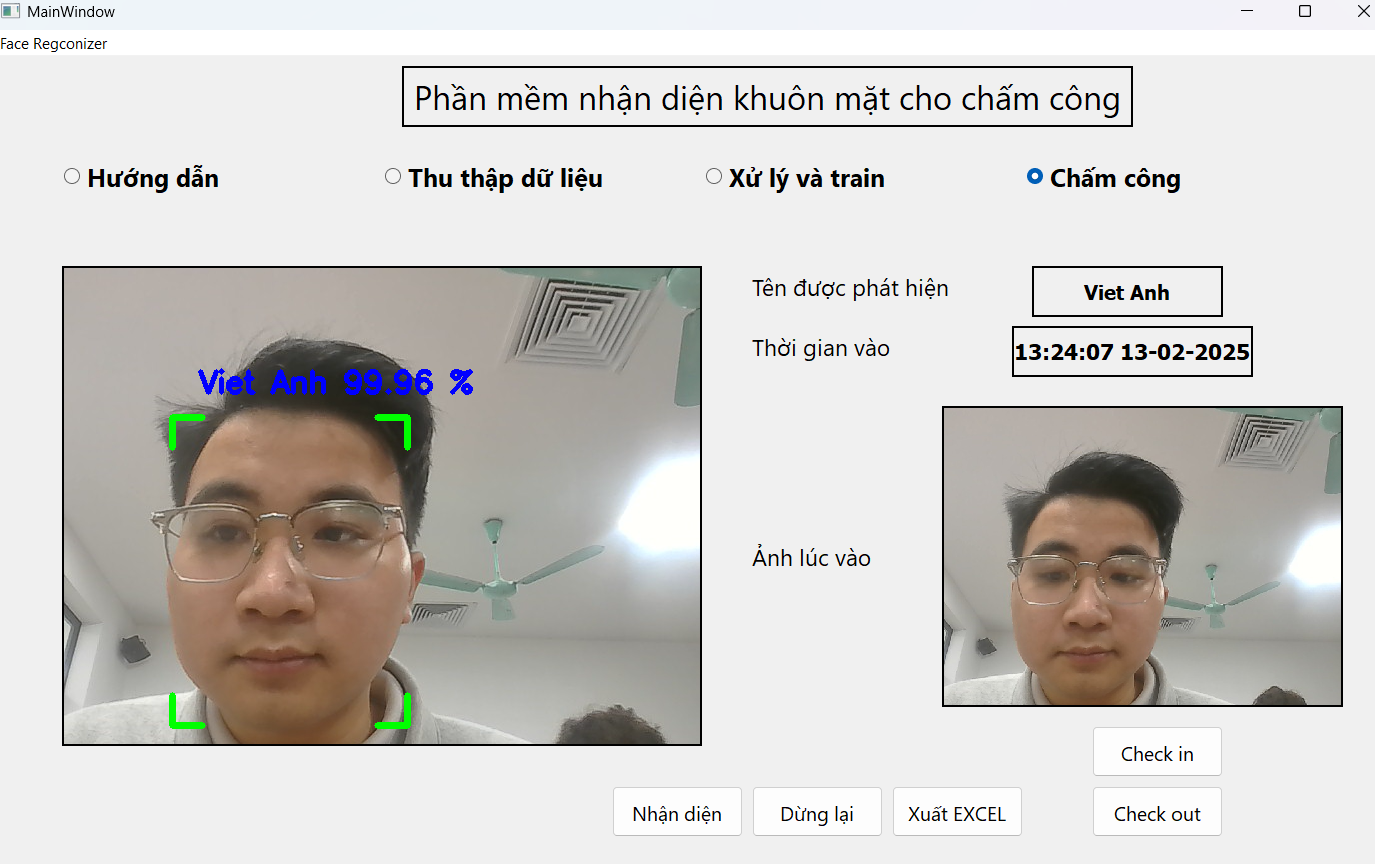 MainWindow
Face Regconizer
Phần mềm nhận diện khuôn mặt cho chấm công
Hướng dẫn
Thu thập dữ liệu
Xử lý và train
Chấm công
Viet Anh 99.96 %
Tên được phát hiện
Viet Anh
Thời gian vào
13:24:07 13-02-2025
Ảnh lúc vào
Check in
Nhận diện
Dừng lại
Xuất EXCEL
Check out